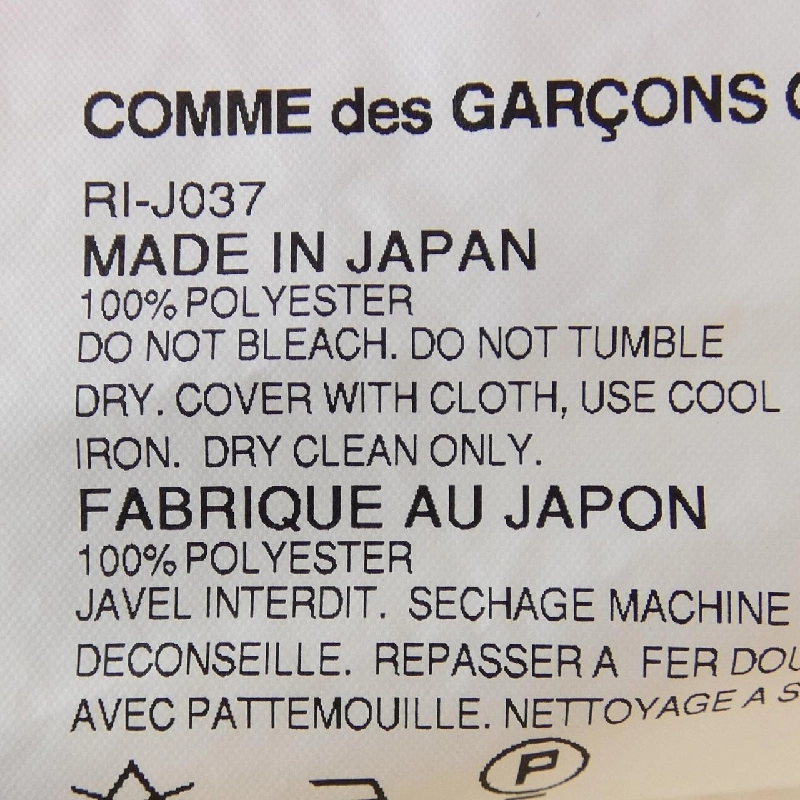 COMME des GARÇONS
RI-J037
MADE IN JAPAN
100% POLYESTER
DO NOT BLEACH. DO NOT TUMBLE
DRY. COVER WITH CLOTH, USE COOL
IRON. DRY CLEAN ONLY.
FABRIQUE AU JAPON
100% POLYESTER
JAVEL INTERDIT. SECHAGE MACHINE
DECONSEILLE. REPASSER A FER
AVEC PATTEMOUILLE. NETTOYAGE A
P